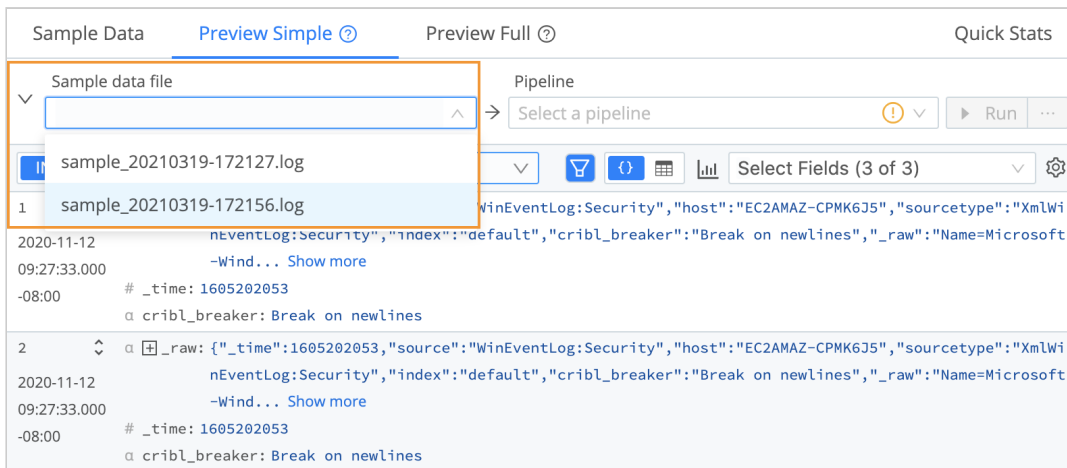 Sample Data Preview Simple Preview Full Quick Stats
Sample data file Pipeline
Select a pipeline Run ...
sample_20210319-172127.log
Select Fields (3 of 3)
sample_20210319-172156.log
1 WinEventLog:Security","host":"EC2AMAZ-CPMK6J5","sourcetype":"XmlWi
nEventLog:Security","index":"default","cribl_breaker":"Break on newlines","_raw":"Name=Microsoft
2020-11-12
-Wind... Show more
09:27:33.000
# _time: 1605202053
-08:00
α cribl_breaker: Break on newlines
2 α _raw: {"_time":1605202053,"source":"WinEventLog:Security","host":"EC2AMAZ-CPMK6J5","sourcetype":"XmlWi
nEventLog:Security","index":"default","cribl_breaker":"Break on newlines","_raw":"Name=Microsoft
2020-11-12
-Wind... Show more
09:27:33.000
# _time: 1605202053
-08:00
α cribl_breaker: Break on newlines